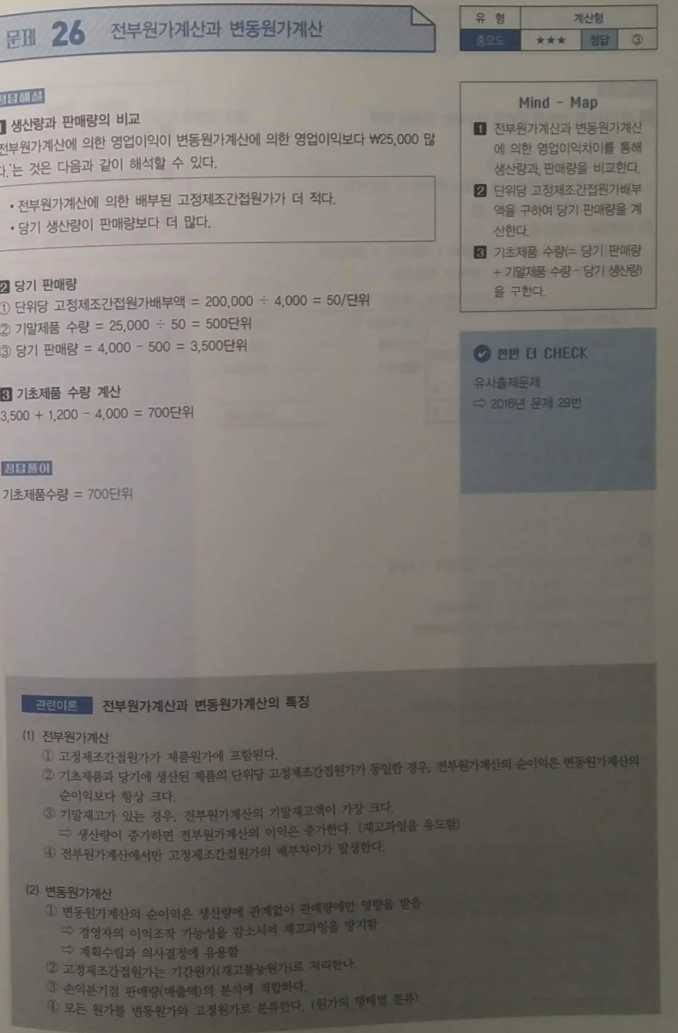 문제 26 전부원가계산과 변동원가계산
유 형 계산형
중요도 ★★★ 정답 ③
정답해설
1 생산량과 판매량의 비교
전부원가계산에 의한 영업이익이 변동원가계산에 의한 영업이익보다 ₩25,000 많
다.'는 것은 다음과 같이 해석할 수 있다.
• 전부원가계산에 의한 배부된 고정제조간접원가가 더 적다.
• 당기 생산량이 판매량보다 더 많다.
2 당기 판매량
① 단위당 고정제조간접원가배부액 = 200,000 ÷ 4,000 = 50/단위
② 기말제품 수량 = 25,000 ÷ 50 = 500단위
③ 당기 판매량 = 4,000 - 500 = 3,500단위
3 기초제품 수량 계산
3,500 + 1,200 - 4,000 = 700단위
정답풀이
기초제품수량 = 700단위
Mind - Map
1 전부원가계산과 변동원가계산
에 의한 영업이익차이를 통해
생산량과 판매량을 비교한다.
2 단위당 고정제조간접원가배부
액을 구하여 당기 판매량을 계
산한다.
3 기초제품 수량(= 당기 판매량
+ 기말제품 수량 - 당기 생산량)
을 구한다.
한번 더 CHECK
유사출제문제
⇨ 2016년 문제 29번
관련이론 전부원가계산과 변동원가계산의 특징
(1) 전부원가계산
① 고정제조간접원가가 제품원가에 포함된다.
② 기초제품과 당기에 생산된 제품의 단위당 고정제조간접원가가 동일한 경우, 전부원가계산의 순이익은 변동원가계산의
순이익보다 항상 크다.
③ 기말재고가 있는 경우, 전부원가계산의 기말재고액이 가장 크다.
⇨ 생산량이 증가하면 전부원가계산의 이익은 증가한다. (재고과잉을 유도함)
④ 전부원가계산에서만 고정제조간접원가의 배부차이가 발생한다.
(2) 변동원가계산
① 변동원가계산의 순이익은 생산량에 관계없이 판매량에만 영향을 받음
⇨ 경영자의 이익조작 가능성을 감소시켜 재고과잉을 방지함
⇨ 계획수립과 의사결정에 유용함
② 고정제조간접원가는 기간원가(재고불능원가)로 처리한다.
③ 손익분기점 판매량(매출액)의 분석에 적합하다.
④ 모든 원가를 변동원가와 고정원가로 분류한다. (원가의 행태별 분류)